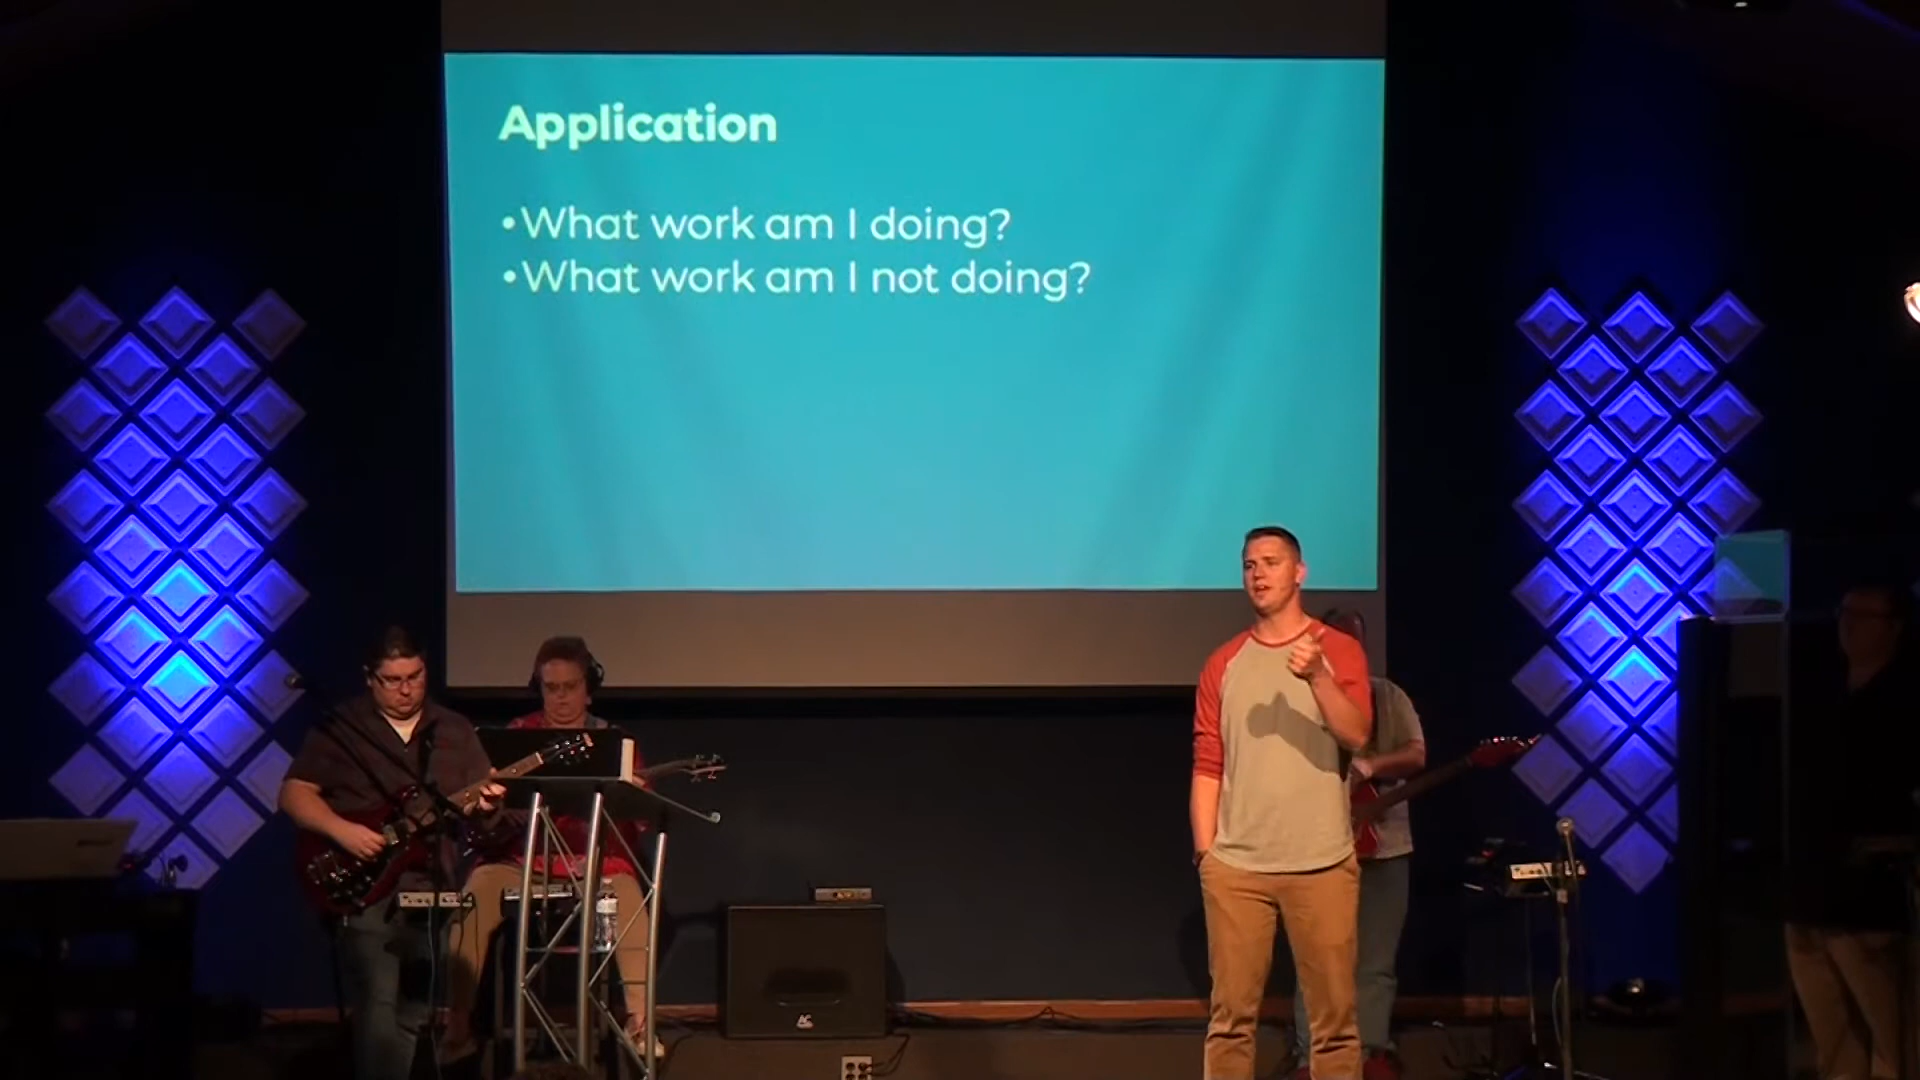 Application
•What work am I doing?
•What work am I not doing?